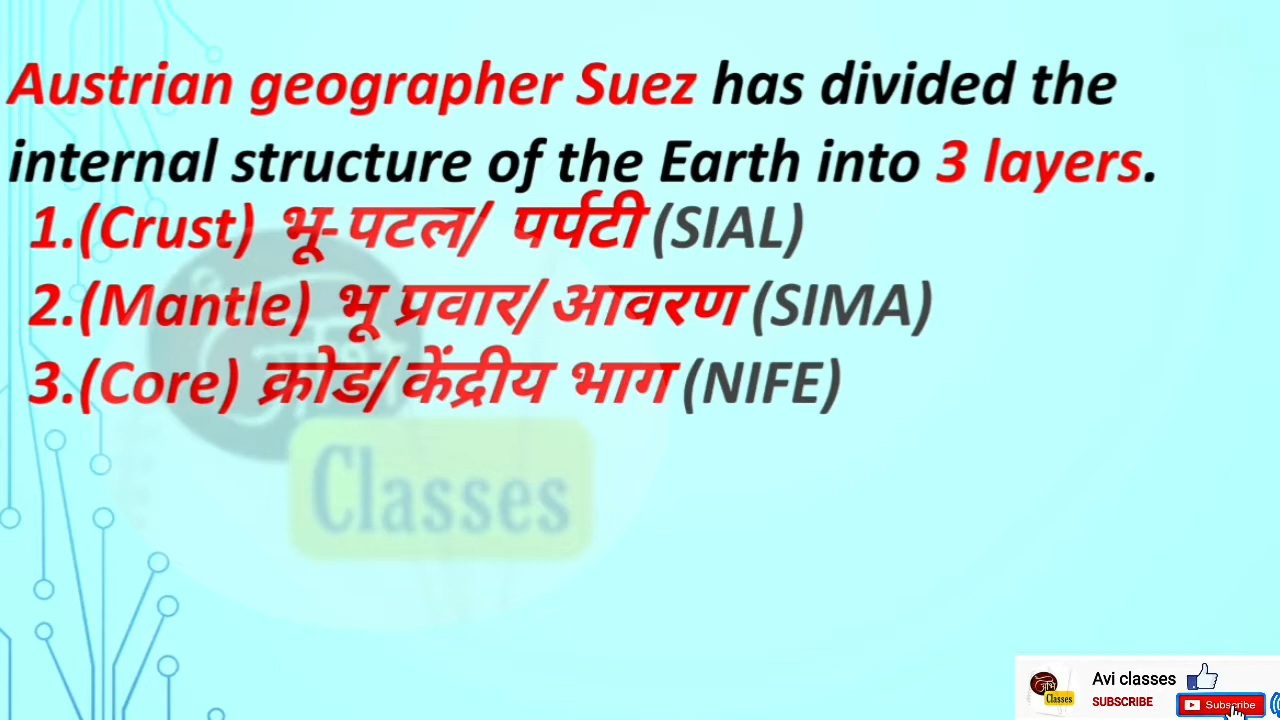 Austrian geographer Suez has divided the
internal structure of the Earth into 3 layers.
1.(Crust) भू-पटल/ पर्पटी (SIAL)
2.(Mantle) भू प्रवार/आवरण (SIMA)
3.(Core) क्रोड/केंद्रीय भाग (NIFE)
Classes
Avi classes
SUBSCRIBE
Subscribe
Classes